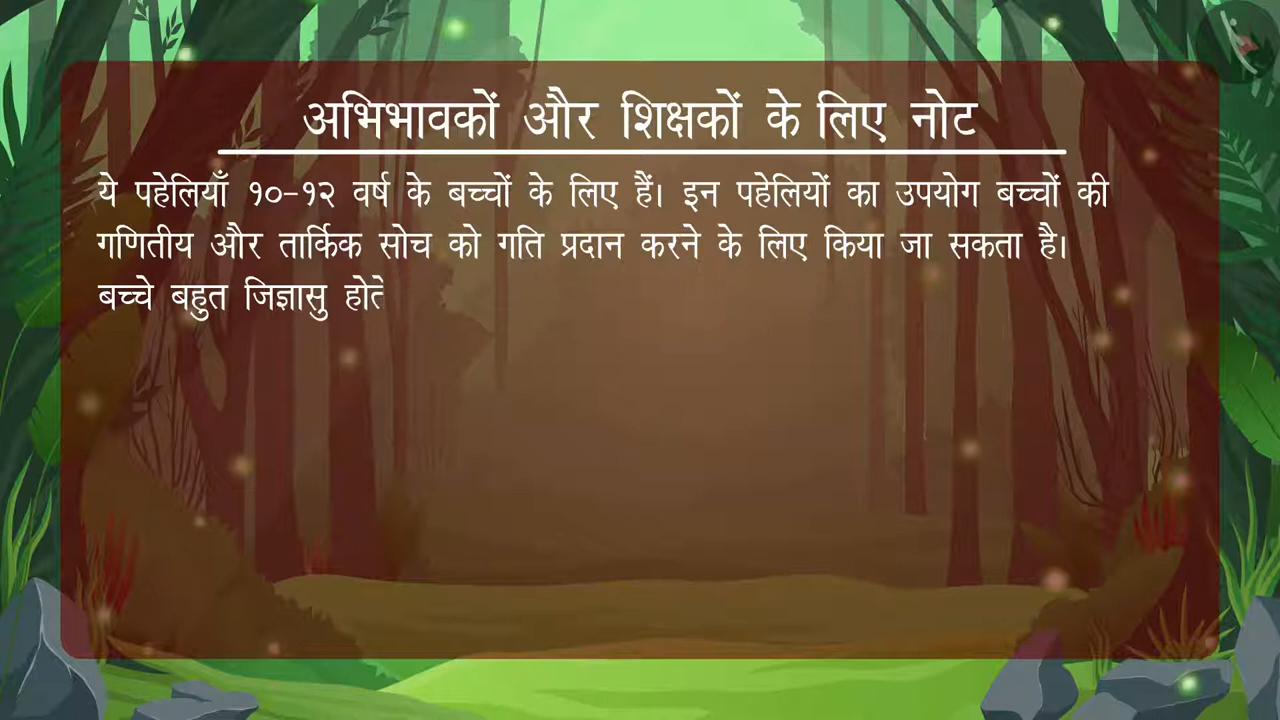 अभिभावकों और शिक्षकों के लिए नोट
ये पहेलियाँ १०-१२ वर्ष के बच्चों के लिए हैं। इन पहेलियों का उपयोग बच्चों की
गणितीय और तार्किक सोच को गति प्रदान करने के लिए किया जा सकता है।
बच्चे बहुत जिज्ञासु होते